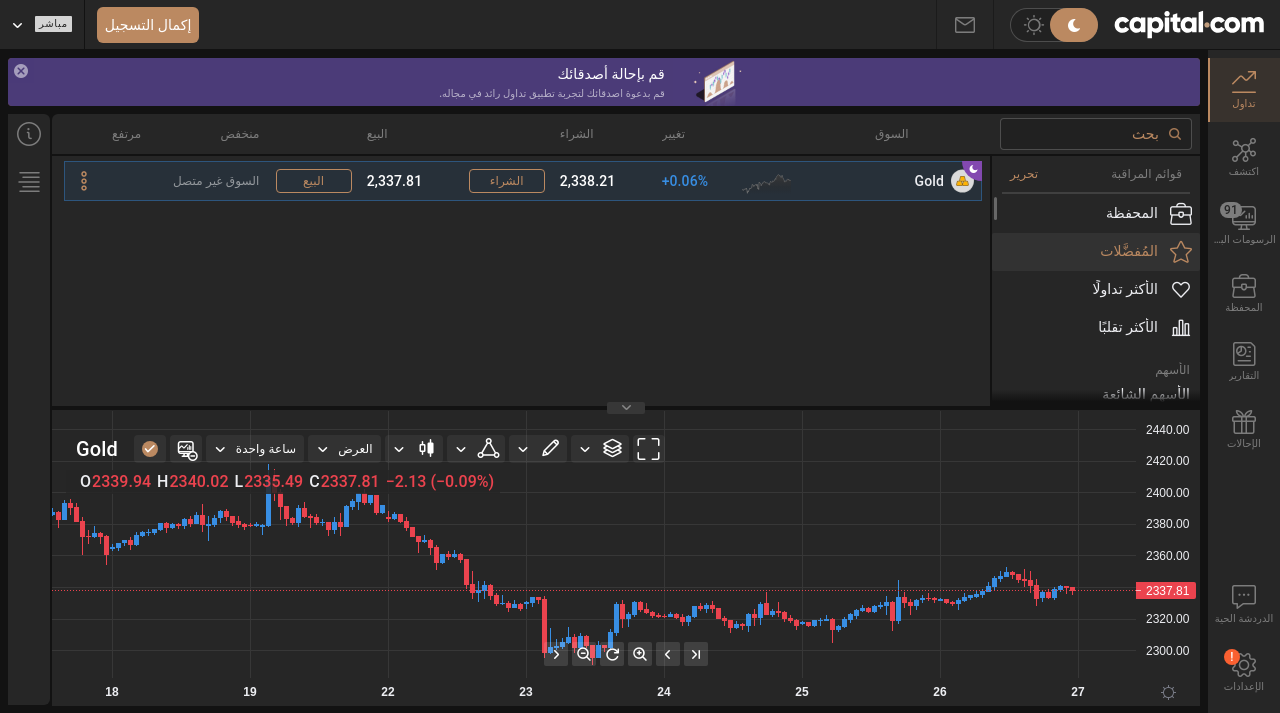 capital.com
إكمال التسجيل
مباشر
قم بإحالة أصدقائك
قم بدعوة اصدقائك لتجربة تطبيق تداول رائد في مجاله.
تداول
اكتشف
91
الرسومات الب...
المحفظة
التقارير
الإحالات
الدردشة الحية
!
الإعدادات
بحث
قوائم المراقبة
تحرير
المحفظة
المُفضَّلات
الأكثر تداولًا
الأكثر تقلبًا
الأسهم
الأسهم الشائعة
السوق
تغيير
الشراء
البيع
منخفض
مرتفع
Gold
+0.06%
2,338.21
الشراء
2,337.81
البيع
السوق غير متصل
Gold
ساعة واحدة
العرض
O2339.94 H2340.02 L2335.49 C2337.81 −2.13 (−0.09%)
2440.00
2420.00
2400.00
2380.00
2360.00
2337.81
2320.00
2300.00
18 19 22 23 24 25 26 27